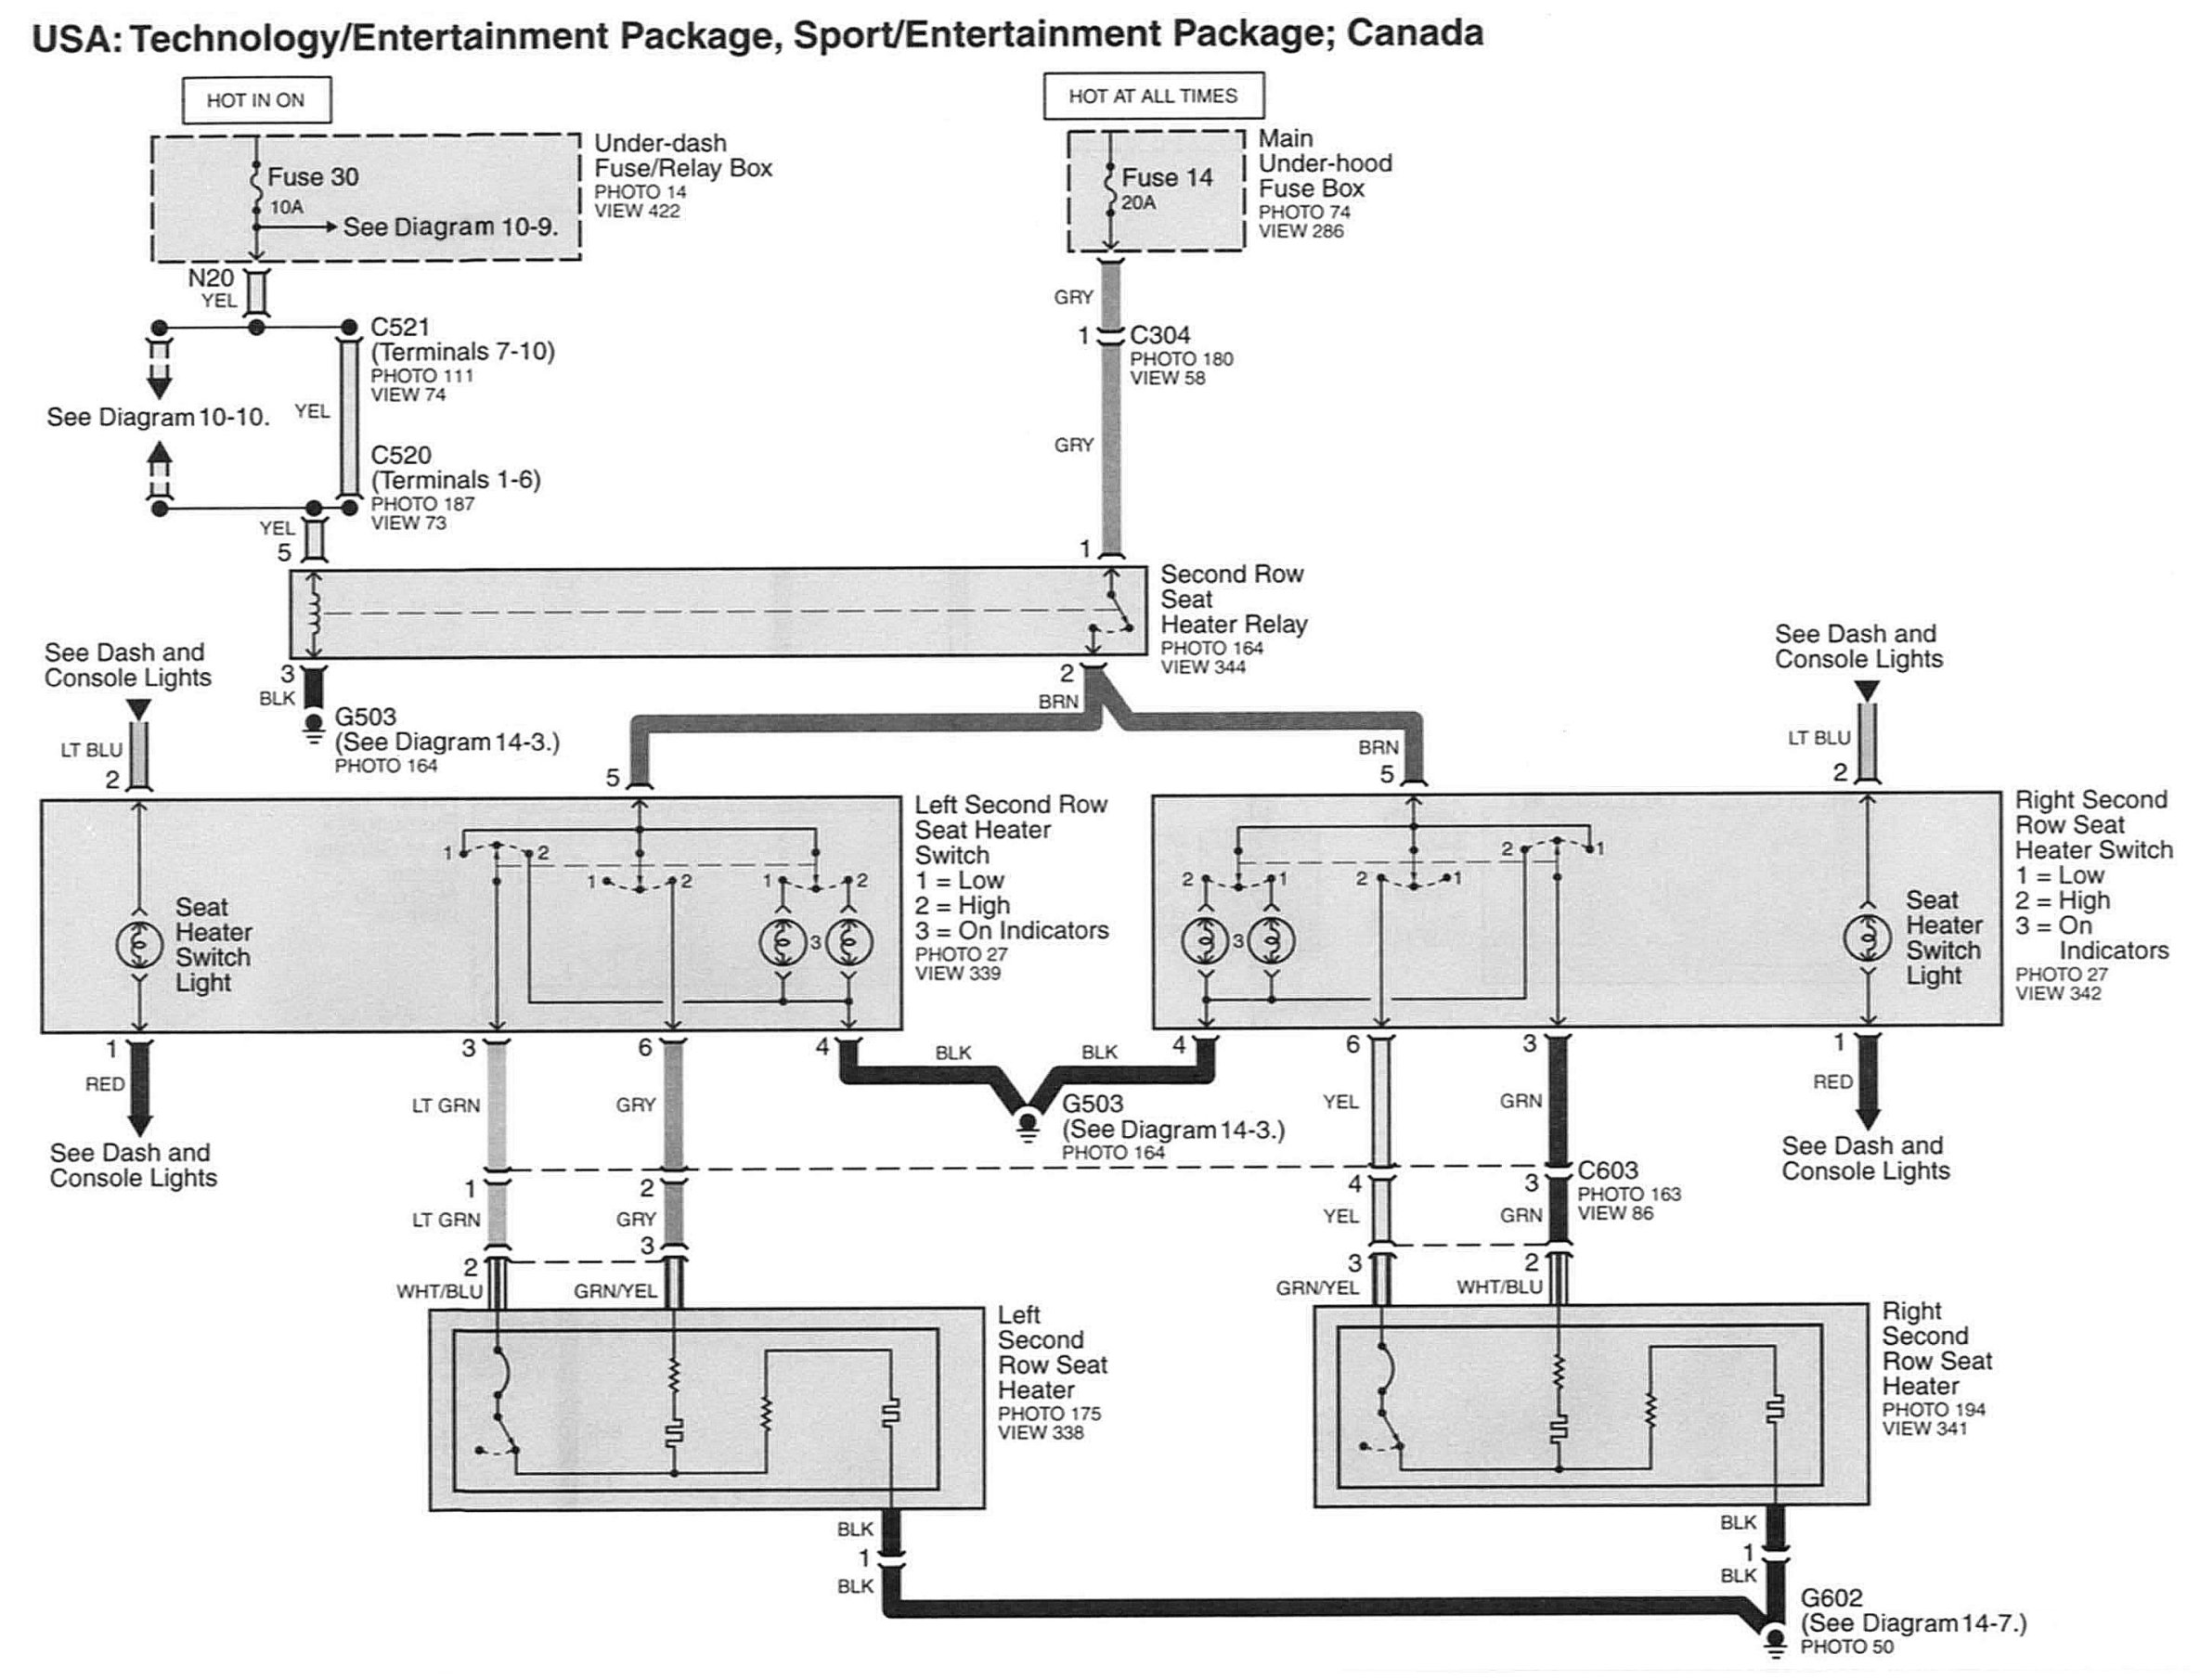 USA: Technology/Entertainment Package, Sport/Entertainment Package; Canada
HOT IN ON
HOT AT ALL TIMES
Fuse 30
10A
See Diagram 10-9.
Under-dash
Fuse/Relay Box
PHOTO 14
VIEW 422
Fuse 14
20A
Main
Under-hood
Fuse Box
PHOTO 74
VIEW 286
N20
YEL
C521
(Terminals 7-10)
PHOTO 111
VIEW 74
See Diagram 10-10.
YEL
C520
(Terminals 1-6)
PHOTO 187
VIEW 73
YEL
5
GRY
1
C304
PHOTO 180
VIEW 58
GRY
1
Second Row
Seat
Heater Relay
PHOTO 164
VIEW 344
3
BLK
G503
(See Diagram 14-3.)
PHOTO 164
2
BRN
BRN
See Dash and
Console Lights
LT BLU
2
5
5
See Dash and
Console Lights
LT BLU
2
Seat
Heater
Switch
Light
1
2
1
2
1
2
3
Left Second Row
Seat Heater
Switch
1 = Low
2 = High
3 = On Indicators
PHOTO 27
VIEW 339
2
1
2
1
2
1
3
Seat
Heater
Switch
Light
Right Second
Row Seat
Heater Switch
1 = Low
2 = High
3 = On
Indicators
PHOTO 27
VIEW 342
1
RED
See Dash and
Console Lights
3
LT GRN
6
GRY
4
BLK
BLK
4
G503
(See Diagram 14-3.)
PHOTO 164
6
YEL
3
GRN
1
RED
See Dash and
Console Lights
1
LT GRN
2
GRY
4
YEL
3
GRN
C603
PHOTO 163
VIEW 86
2
WHT/BLU
3
GRN/YEL
3
GRN/YEL
2
WHT/BLU
Left
Second
Row Seat
Heater
PHOTO 175
VIEW 338
Right
Second
Row Seat
Heater
PHOTO 194
VIEW 341
BLK
1
BLK
BLK
1
BLK
G602
(See Diagram 14-7.)
PHOTO 50